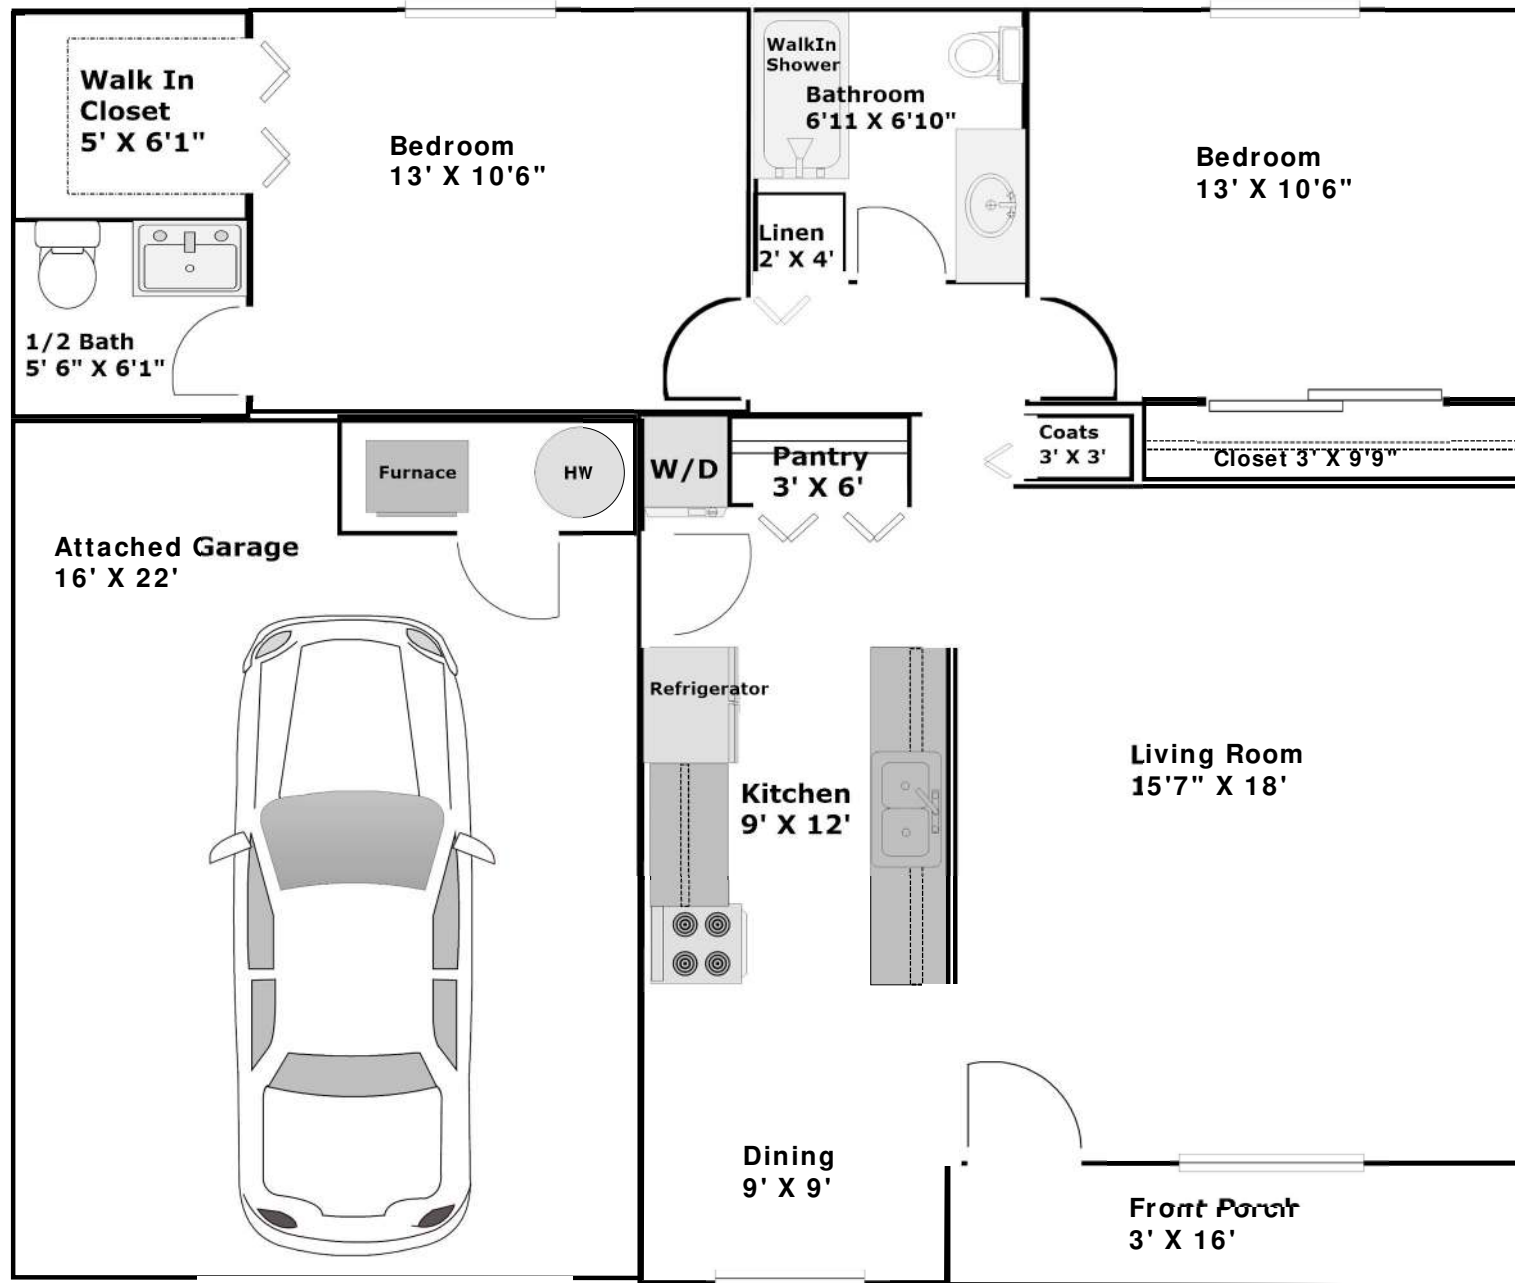 Walk In
Closet
5' X 6'1"
Bedroom
13' X 10'6"
WalkIn
Shower
Bathroom
6'11 X 6'10"
Bedroom
13' X 10'6"
Linen
2' X 4'
1/2 Bath
5' 6" X 6'1"
Furnace
HW
W/D
Pantry
3' X 6'
Coats
3' X 3'
Closet 3' X 9'9"
Attached Garage
16' X 22'
Refrigerator
Kitchen
9' X 12'
Living Room
15'7" X 18'
Dining
9' X 9'
Front Porch
3' X 16'